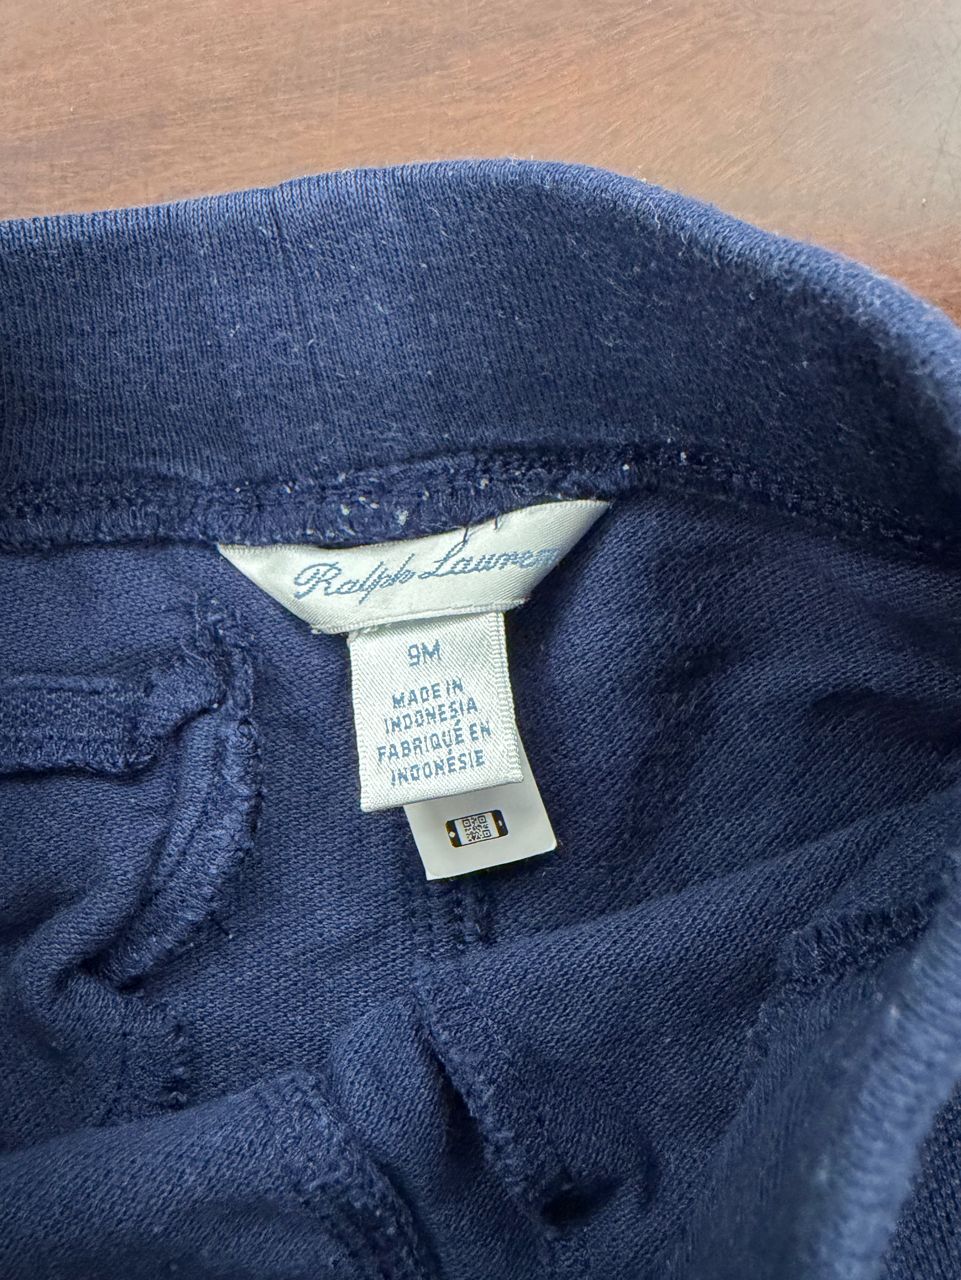 Ralph Lauren
9M
MADE IN
INDONESIA
FABRIQUÉ EN
INDONÉSIE